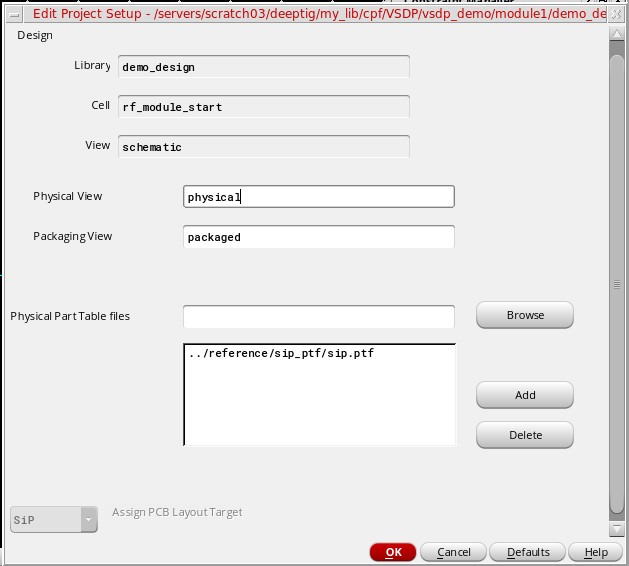 Edit Project Setup - /servers/scratch03/deeptig/my_lib/cpf/VSDP/vsdp_demo/module1/demo_de
Design
Library demo_design
Cell rf_module_start
View schematic
Physical View physical
Packaging View packaged
Physical Part Table files Browse
../reference/sip_ptf/sip.ptf
Add
Delete
SiP Assign PCB Layout Target
OK Cancel Defaults Help